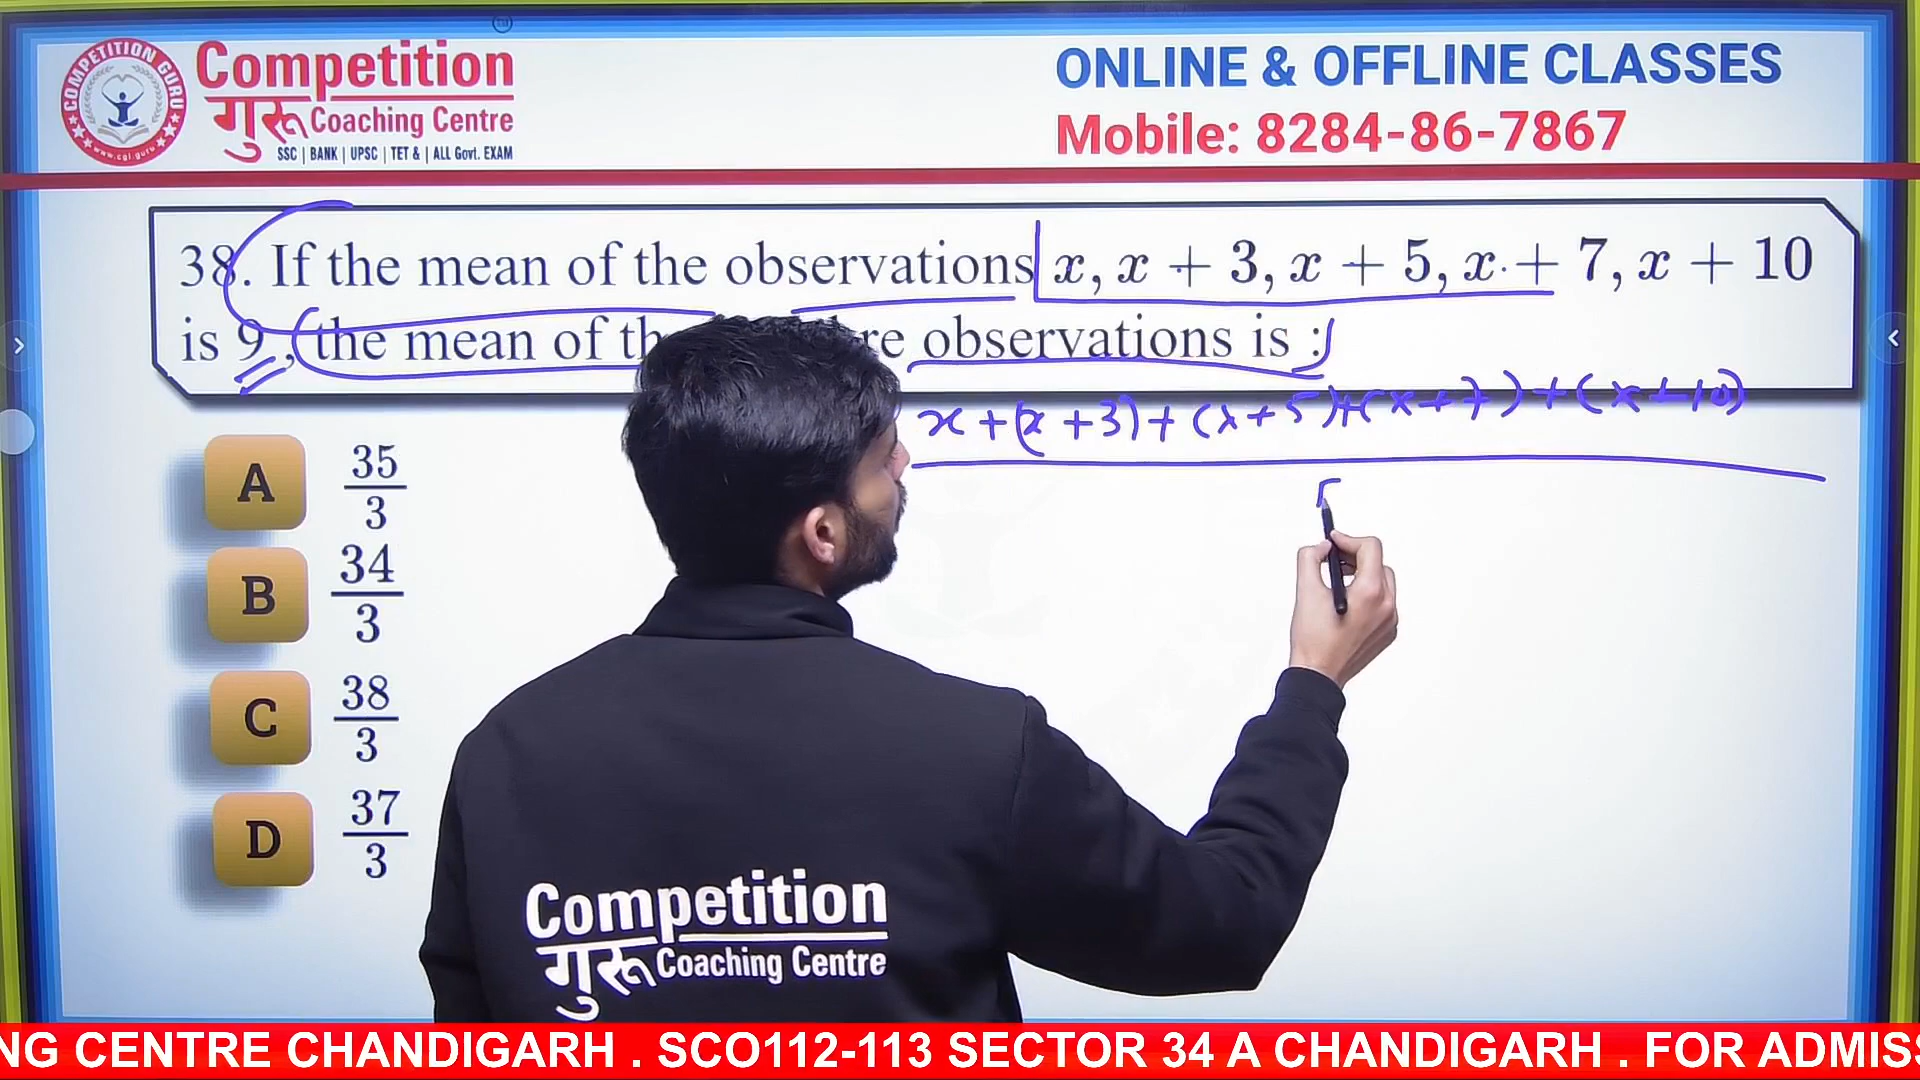 COMPETITION GURU
www.cgl.guru
Competition
गुरू Coaching Centre
SSC | BANK | UPSC | TET & | ALL Govt. EXAM
ONLINE & OFFLINE CLASSES
Mobile: 8284-86-7867
38. If the mean of the observations x, x + 3, x + 5, x + 7, x + 10
is 9, the mean of observations is :
x+(x+3)+(x+5)+(x+7)+(x+10)
A 35/3
B 34/3
C 38/3
D 37/3
Competition
गुरू Coaching Centre
NG CENTRE CHANDIGARH . SCO112-113 SECTOR 34 A CHANDIGARH . FOR ADMISS